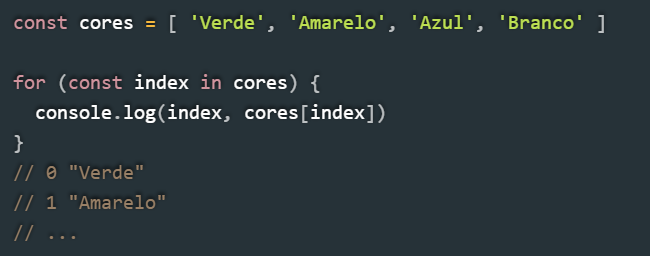 const cores = [ 'Verde', 'Amarelo', 'Azul', 'Branco' ]
for (const index in cores) {
  console.log(index, cores[index])
}
// 0 "Verde"
// 1 "Amarelo"
// ...